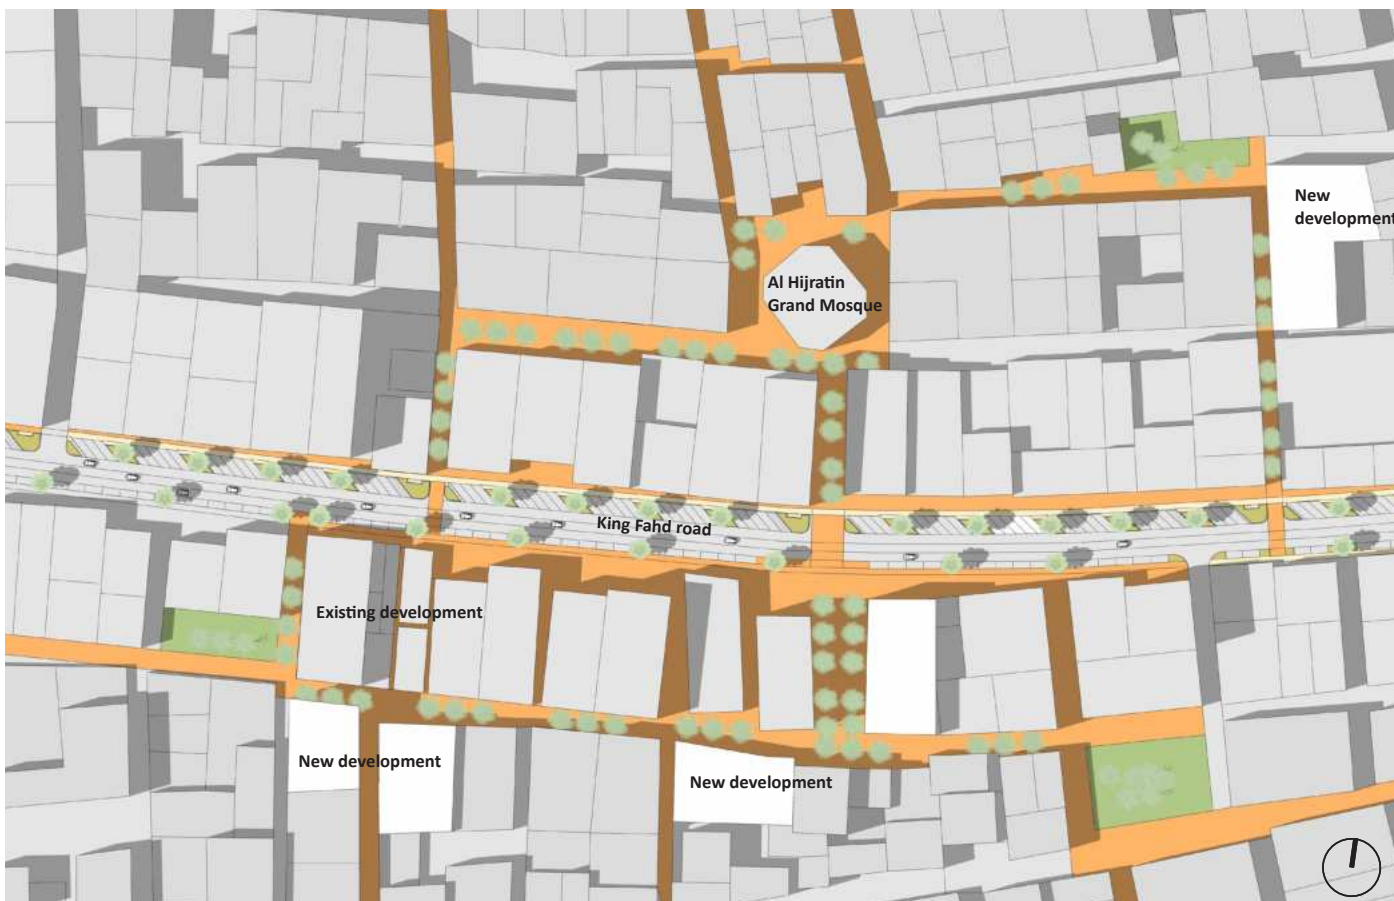 New
development
Al Hijratin
Grand Mosque
King Fahd road
Existing development
New development
New development